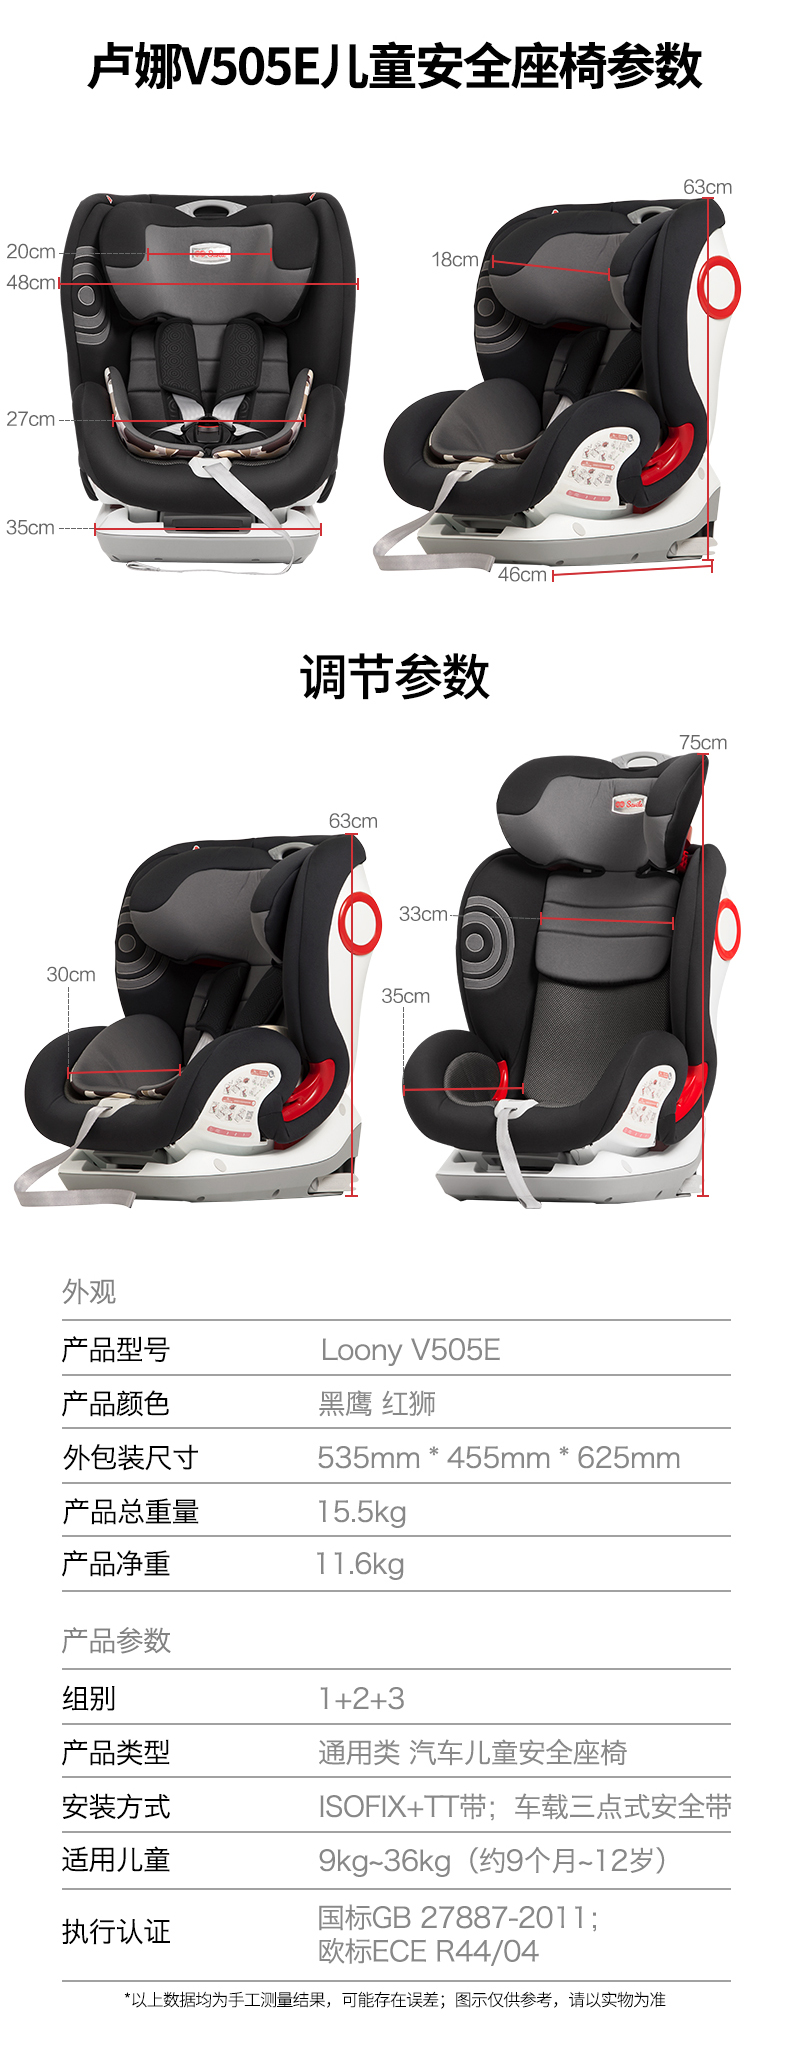 卢娜V505E儿童安全座椅参数
63cm
20cm
18cm
48cm
27cm
35cm
46cm
调节参数
75cm
63cm
33cm
30cm
35cm
外观
产品型号 Loony V505E
产品颜色 黑鹰 红狮
外包装尺寸 535mm * 455mm * 625mm
产品总重量 15.5kg
产品净重 11.6kg
产品参数
组别 1+2+3
产品类型 通用类 汽车儿童安全座椅
安装方式 ISOFIX+TT带；车载三点式安全带
适用儿童 9kg~36kg（约9个月~12岁）
执行认证 国标GB 27887-2011；
欧标ECE R44/04
*以上数据均为手工测量结果，可能存在误差；图示仅供参考，请以实物为准